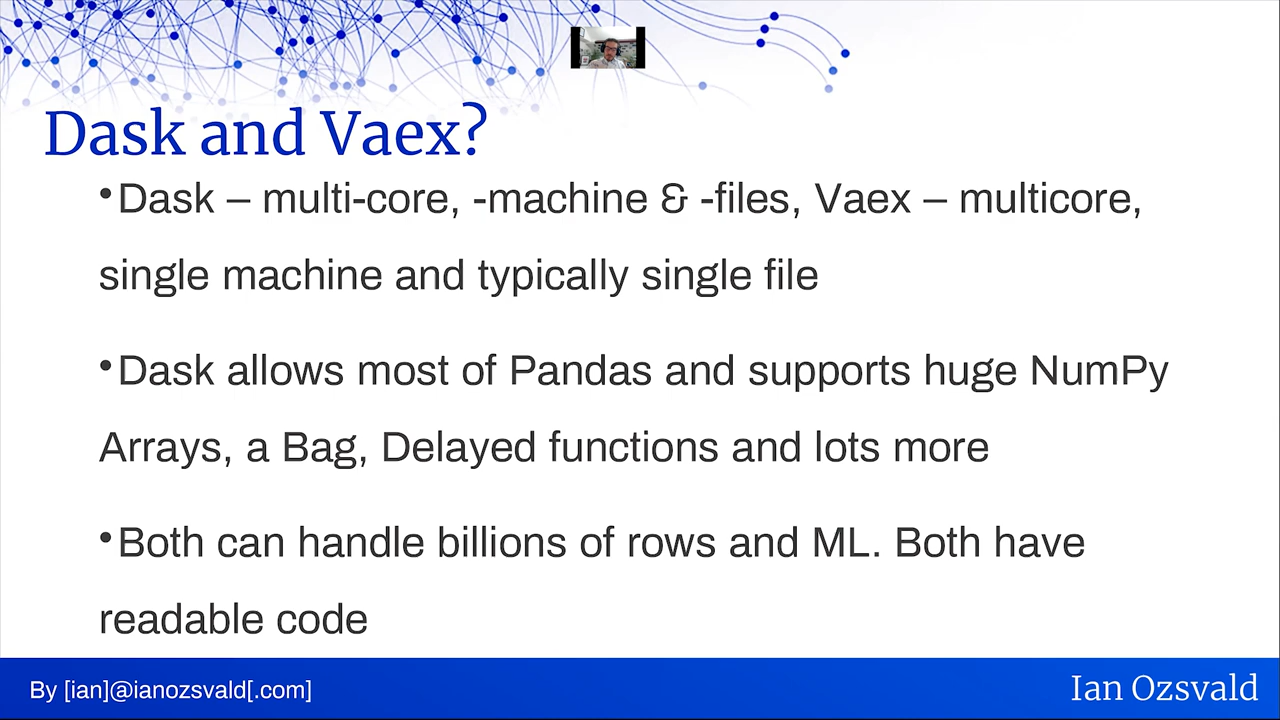 Dask and Vaex?
•Dask – multi-core, -machine & -files, Vaex – multicore,
single machine and typically single file
•Dask allows most of Pandas and supports huge NumPy
Arrays, a Bag, Delayed functions and lots more
•Both can handle billions of rows and ML. Both have
readable code
By [ian]@ianozsvald[.com]
Ian Ozsvald